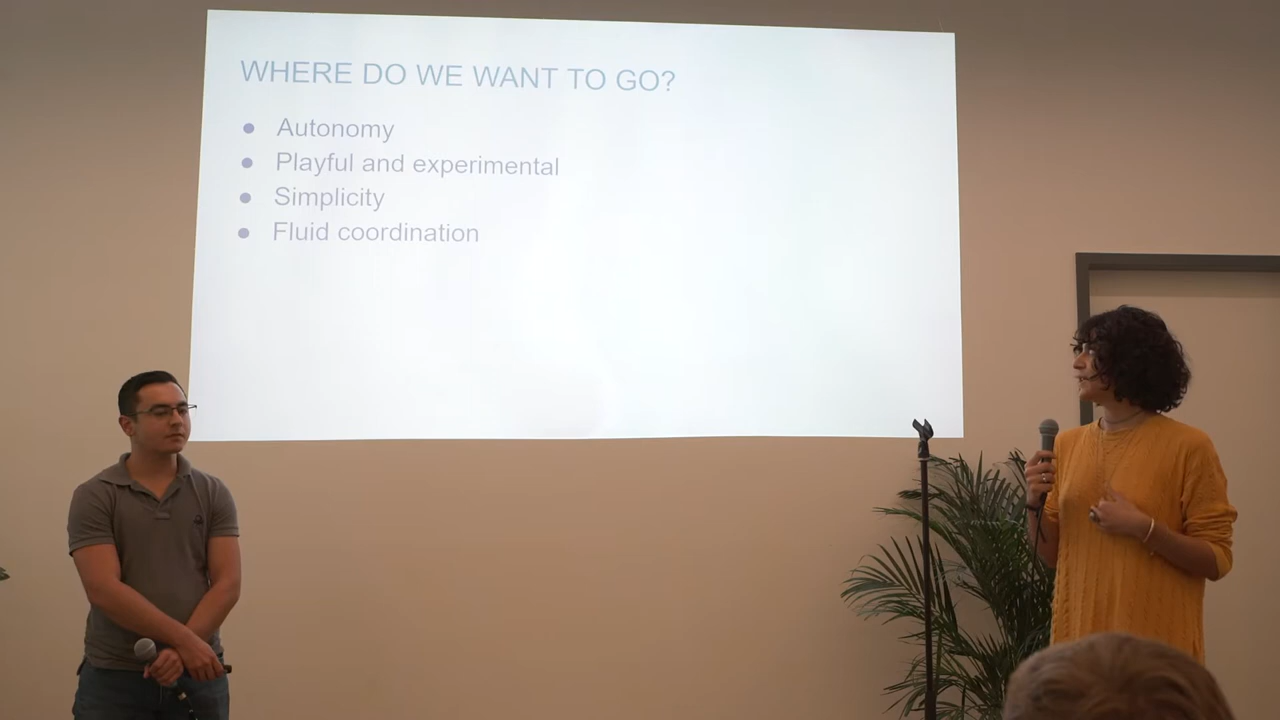 WHERE DO WE WANT TO GO?
● Autonomy
● Playful and experimental
● Simplicity
● Fluid coordination